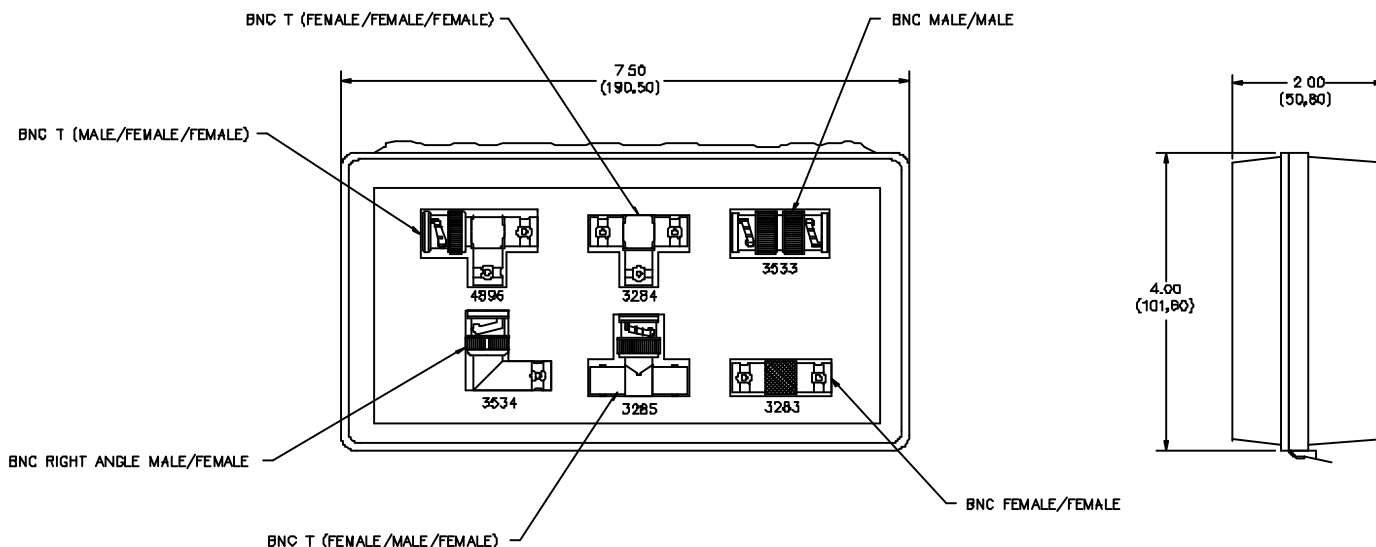 BNC T (FEMALE/FEMALE/FEMALE)
BNC MALE/MALE
7.50
(190,50)
2.00
(50,80)
BNC T (MALE/FEMALE/FEMALE)
3533
4896
3284
4.00
(101,60)
3534
3285
3283
BNC RIGHT ANGLE MALE/FEMALE
BNC FEMALE/FEMALE
BNC T (FEMALE/MALE/FEMALE)